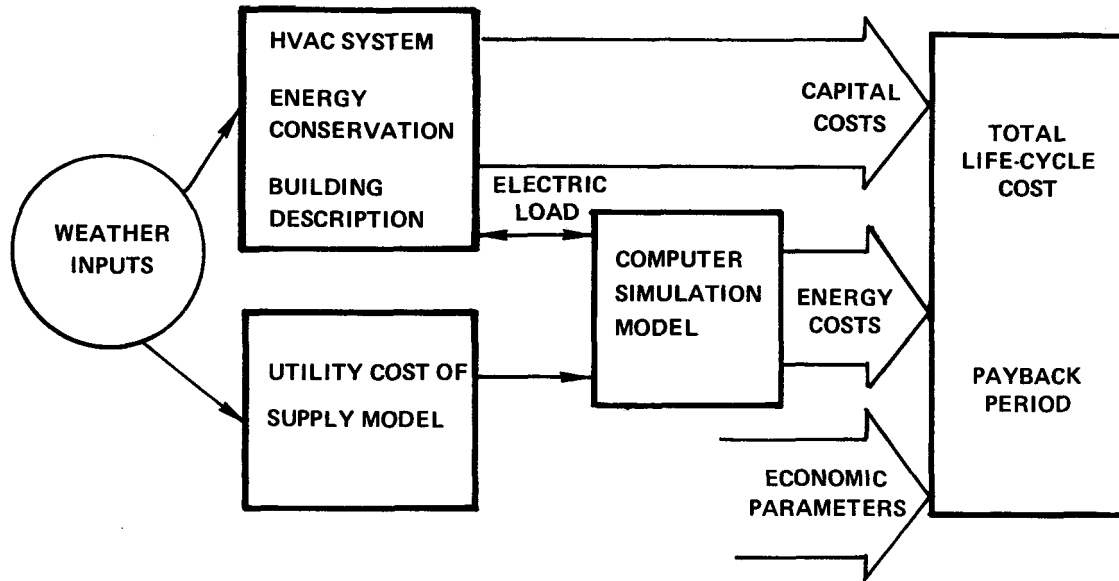 HVAC SYSTEM
ENERGY
CONSERVATION
BUILDING
DESCRIPTION
WEATHER
INPUTS
UTILITY COST OF
SUPPLY MODEL
ELECTRIC
LOAD
COMPUTER
SIMULATION
MODEL
CAPITAL
COSTS
ENERGY
COSTS
ECONOMIC
PARAMETERS
TOTAL
LIFE-CYCLE
COST
PAYBACK
PERIOD